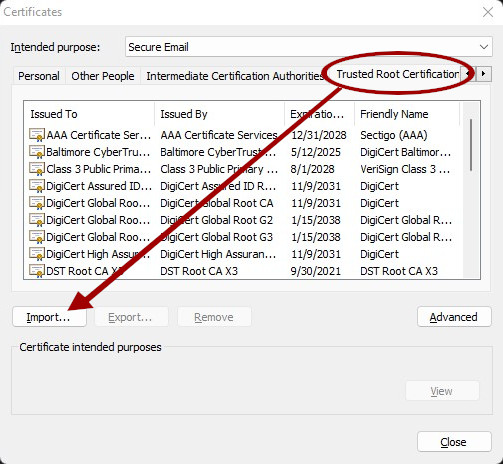 Certificates
Intended purpose: Secure Email
Personal Other People Intermediate Certification Authorities Trusted Root Certification
Issued To Issued By Expiratio... Friendly Name
AAA Certificate Ser... AAA Certificate Services 12/31/2028 Sectigo (AAA)
Baltimore CyberTru... Baltimore CyberTrust ... 5/12/2025 DigiCert Baltimor...
Class 3 Public Prima... Class 3 Public Primary ... 8/1/2028 VeriSign Class 3 ...
DigiCert Assured ID ... DigiCert Assured ID R... 11/9/2031 DigiCert
DigiCert Global Roo... DigiCert Global Root CA 11/9/2031 DigiCert
DigiCert Global Roo... DigiCert Global Root G2 1/15/2038 DigiCert Global R...
DigiCert Global Roo... DigiCert Global Root G3 1/15/2038 DigiCert Global R...
DigiCert High Assur... DigiCert High Assuran... 11/9/2031 DigiCert
DST Root CA X3 DST Root CA X3 9/30/2021 DST Root CA X3
Import... Export... Remove Advanced
Certificate intended purposes
View
Close